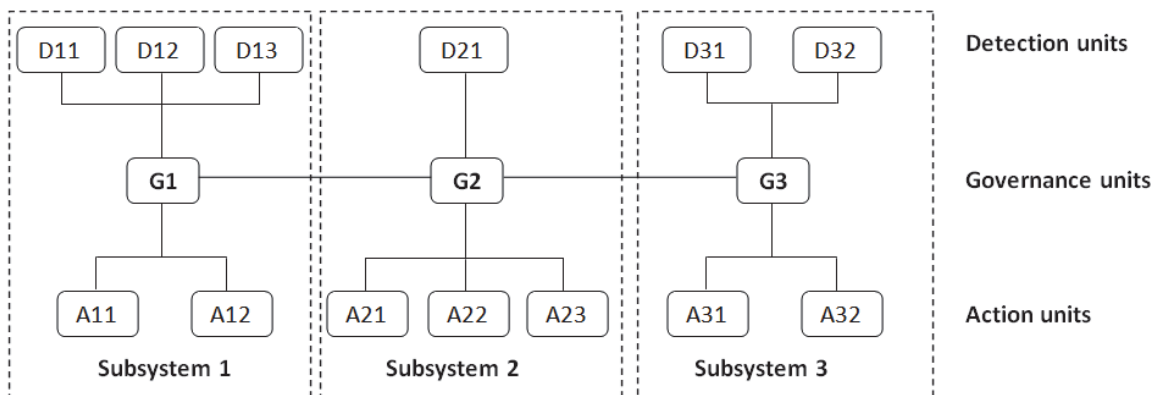 D11 D12 D13 D21 D31 D32 Detection units
G1 G2 G3 Governance units
A11 A12 A21 A22 A23 A31 A32 Action units
Subsystem 1 Subsystem 2 Subsystem 3